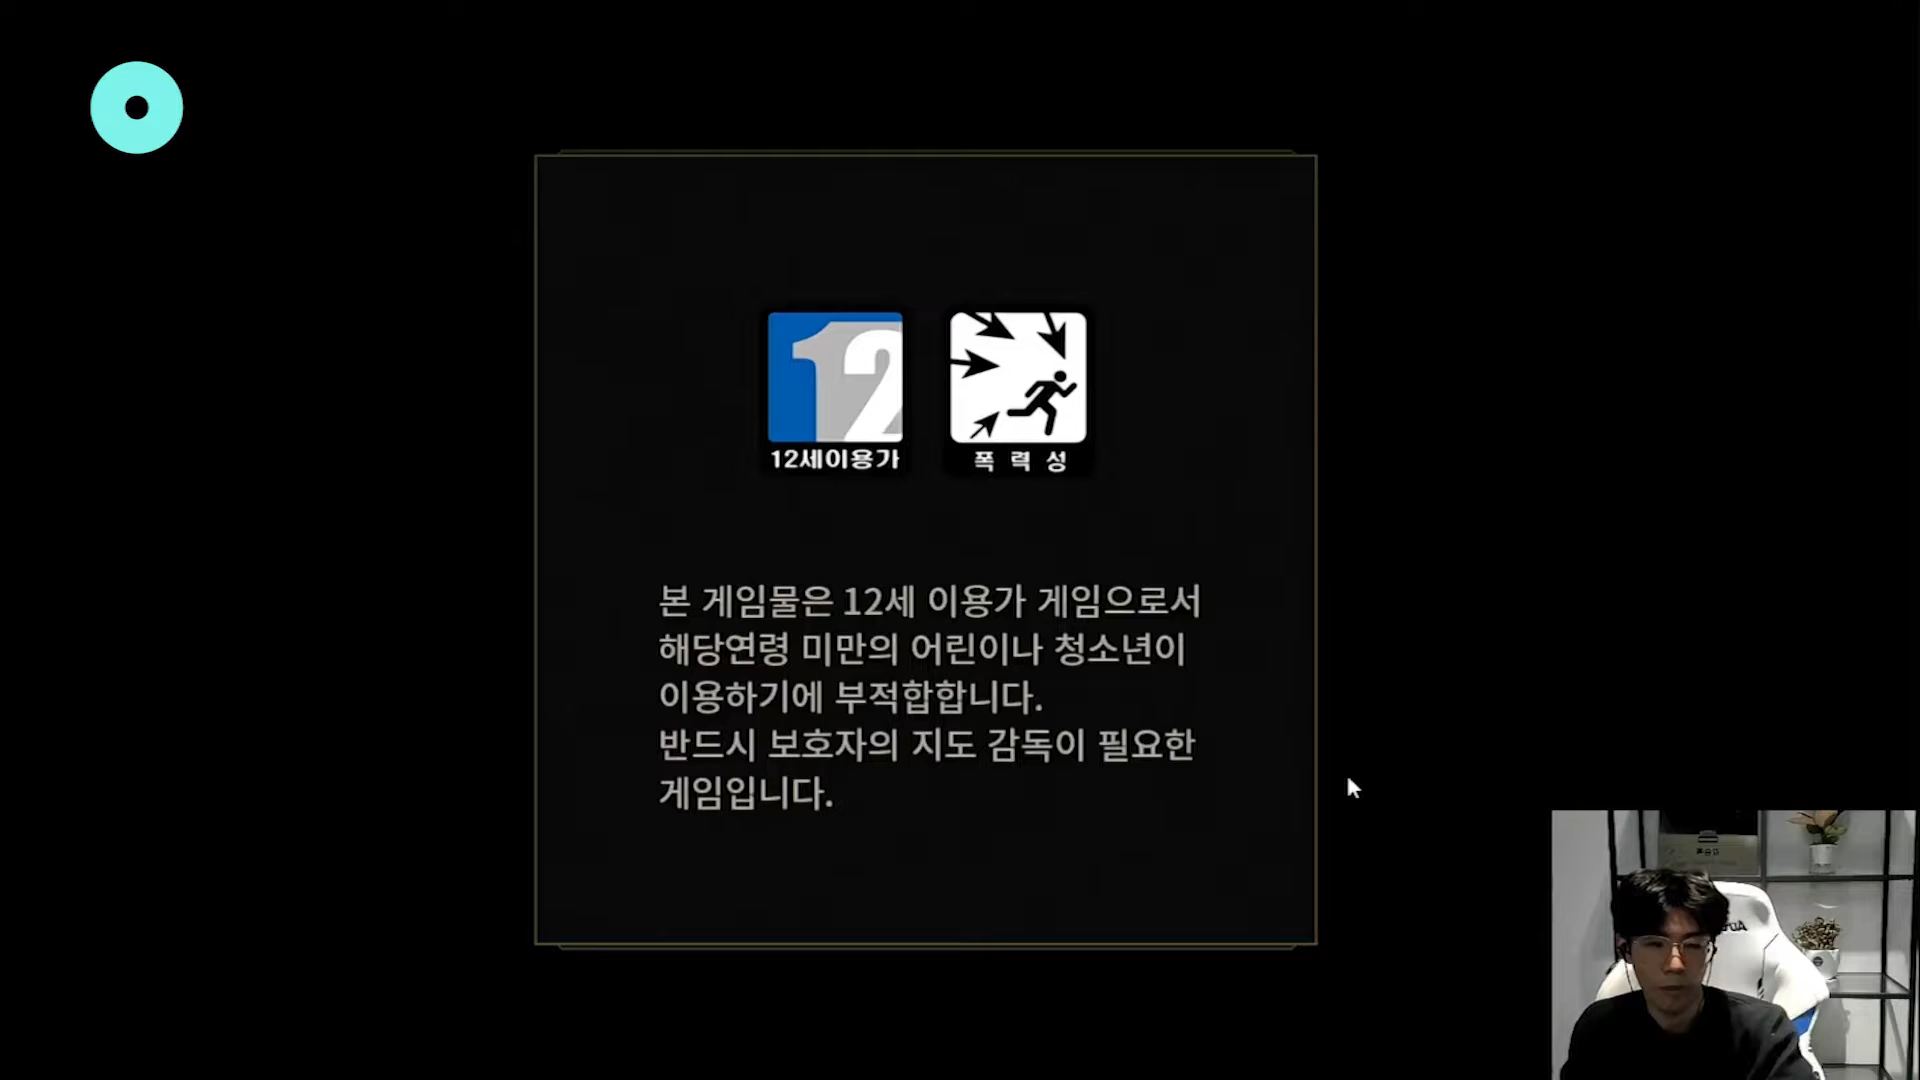 12
12세이용가
폭력성
본 게임물은 12세 이용가 게임으로서
해당연령 미만의 어린이나 청소년이
이용하기에 부적합합니다.
반드시 보호자의 지도 감독이 필요한
게임입니다.